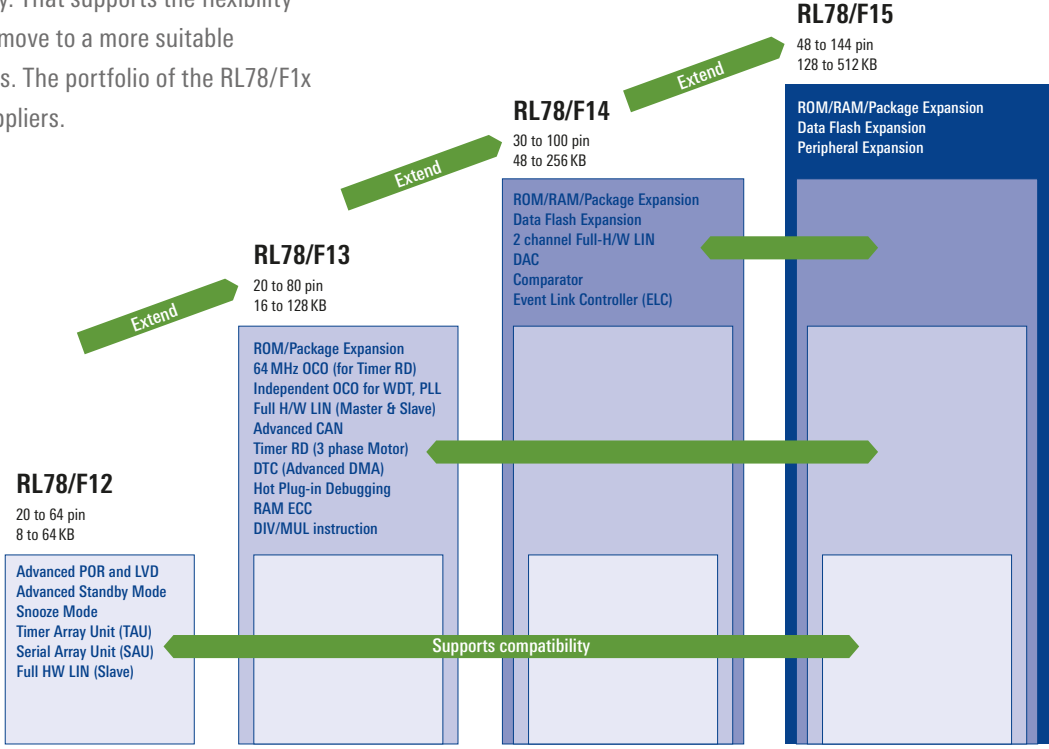 y. That supports the flexibility
move to a more suitable
s. The portfolio of the RL78/F1x
ppliers.
RL78/F15
48 to 144 pin
128 to 512 KB
Extend
ROM/RAM/Package Expansion
Data Flash Expansion
Peripheral Expansion
RL78/F14
30 to 100 pin
48 to 256 KB
Extend
ROM/RAM/Package Expansion
Data Flash Expansion
2 channel Full-H/W LIN
DAC
Comparator
Event Link Controller (ELC)
RL78/F13
20 to 80 pin
16 to 128 KB
Extend
ROM/Package Expansion
64 MHz OCO (for Timer RD)
Independent OCO for WDT, PLL
Full H/W LIN (Master & Slave)
Advanced CAN
Timer RD (3 phase Motor)
DTC (Advanced DMA)
Hot Plug-in Debugging
RAM ECC
DIV/MUL instruction
RL78/F12
20 to 64 pin
8 to 64 KB
Advanced POR and LVD
Advanced Standby Mode
Snooze Mode
Timer Array Unit (TAU)
Serial Array Unit (SAU)
Full HW LIN (Slave)
Supports compatibility